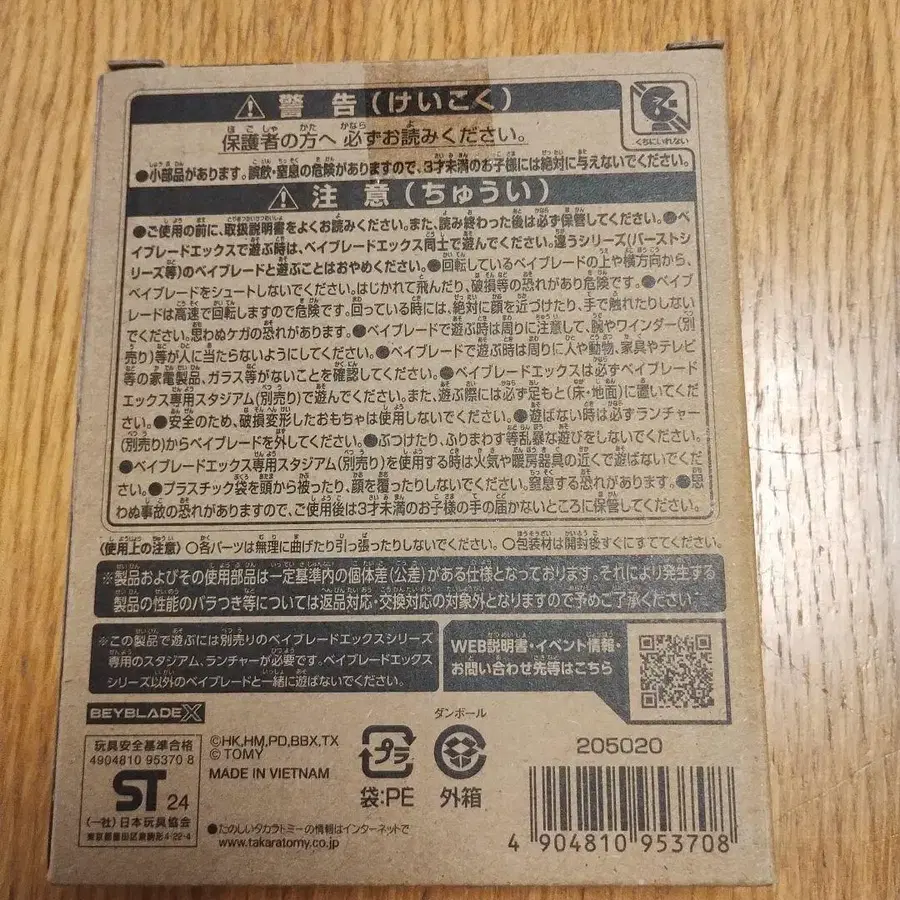 警告(けいこく)
保護者の方へ 必ずお読みください。
くちにいれない
●小部品があります。誤飲・窒息の危険がありますので、3才未満のお子様には絶対に与えないでください。
注意(ちゅうい)
●ご使用の前に、取扱説明書をよくお読みください。また、読み終わった後は必ず保管してください。●ベ
イブレードエックスで遊ぶ時は、ベイブレードエックス同士で遊んでください。違うシリーズ(バーストシ
リーズ等)のベイブレードと遊ぶことはおやめください。●回転しているベイブレードの上や横方向から、
ベイブレードをシュートしないでください。はじかれて飛んだり、破損等の恐れがあり危険です。●ベイブ
レードは高速で回転しますので危険です。回っている時には、絶対に顔を近づけたり、手で触れたりしない
でください。思わぬケガの恐れがあります。●ベイブレードで遊ぶ時は周りに注意して、腕やワインダー(別
売り)等が人に当たらないようにしてください。●ベイブレードで遊ぶ時は周りに人や動物、家具やテレビ
等の家電製品、ガラス等がないことを確認してください。●ベイブレードエックスは必ずベイブレード
エックス専用スタジアム(別売り)で遊んでください。また、遊ぶ際には必ず足もと(床・地面)に置いてくだ
さい。●安全のため、破損変形したおもちゃは使用しないでください。●遊ばない時は必ずランチャー
(別売り)からベイブレードを外してください。●ぶつけたり、ふりまわす等乱暴な遊びをしないでください。
●ベイブレードエックス専用スタジアム(別売り)を使用する時は火気や暖房器具の近くで遊ばないでくだ
さい。●プラスチック袋を頭から被ったり、顔を覆ったりしないでください。窒息する恐れがあります。●思
わぬ事故の恐れがありますので、ご使用後は3才未満のお子様の手の届かないところに保管してください。
〈使用上の注意〉○各パーツは無理に曲げたり引っ張たりしないでください。○包装材は開封後すぐにすててください。
※製品およびその使用部品は一定基準内の個体差(公差)がある仕様となっております。それにより発生する
製品の性能のバラつき等については返品対応・交換対応の対象外となりますので予めご了承ください。
※この製品で遊ぶには別売りのベイブレードエックスシリーズ
専用のスタジアム、ランチャーが必要です。ベイブレードエックス
シリーズ以外のベイブレードと一緒に遊ばないでください。
WEB説明書・イベント情報・
お問い合わせ先等はこちら
BEYBLADE X
玩具安全基準合格
4904810 95370 8
ST 24
(一社)日本玩具協会
東京都墨田区東駒形4-22-4
©HK,HM,PD,BBX,TX
© TOMY
MADE IN VIETNAM
●たのしいタカラトミーの情報はインターネットで
www.takaratomy.co.jp
プラ
袋:PE
ダンボール
外箱
205020
4 904810 953708